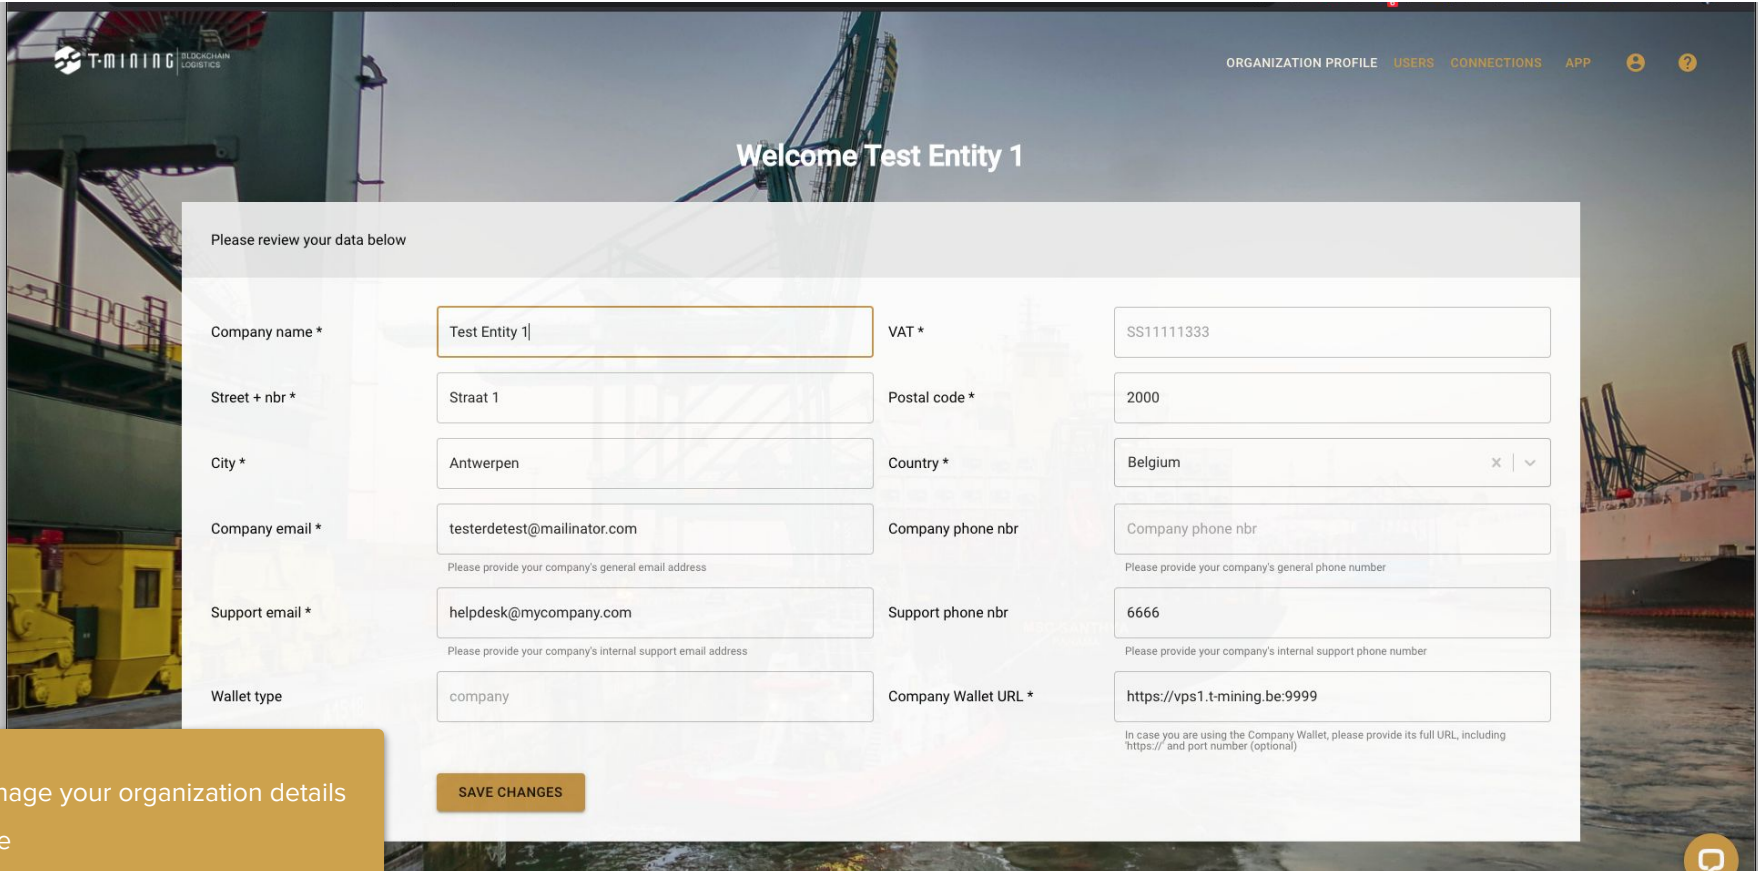 T-MINING BLOCKCHAIN LOGISTICS
ORGANIZATION PROFILE USERS CONNECTIONS APP
Welcome Test Entity 1
Please review your data below
Company name * Test Entity 1 VAT * SS11111333
Street + nbr * Straat 1 Postal code * 2000
City * Antwerpen Country * Belgium
Company email * testerdetest@mailinator.com Company phone nbr Company phone nbr
Please provide your company's general email address Please provide your company's general phone number
Support email * helpdesk@mycompany.com Support phone nbr 6666
Please provide your company's internal support email address Please provide your company's internal support phone number
Wallet type company Company Wallet URL * https://vps1.t-mining.be:9999
In case you are using the Company Wallet, please provide its full URL, including
'https://' and port number (optional)
SAVE CHANGES
nage your organization details
e